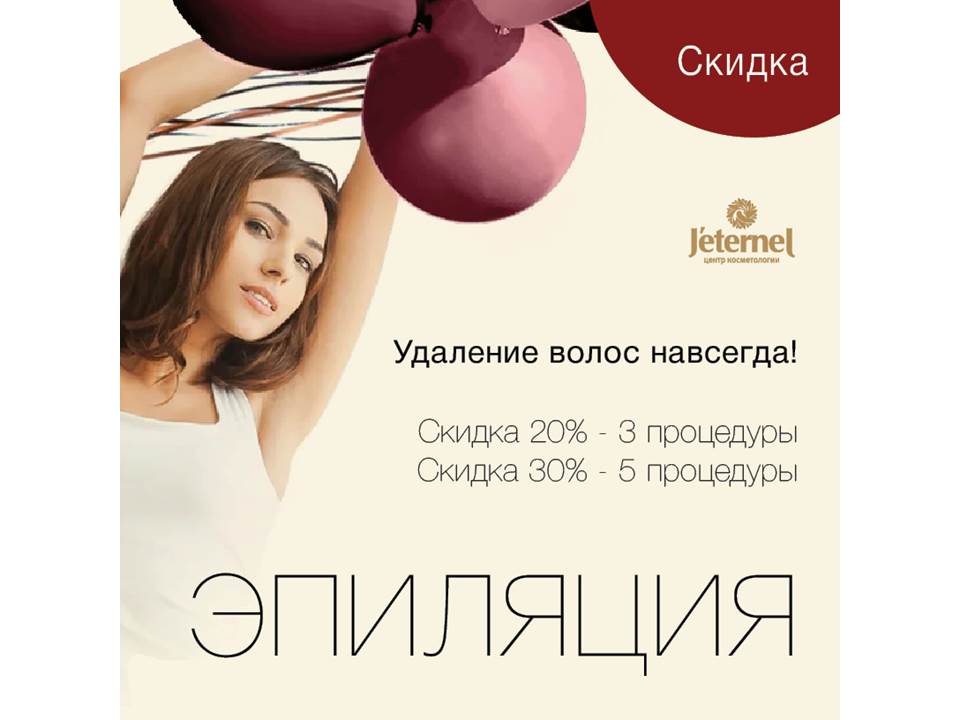 Скидка
J'eternel
центр косметологии
Удаление волос навсегда!
Скидка 20% - 3 процедуры
Скидка 30% - 5 процедуры
ЭПИЛЯЦИЯ